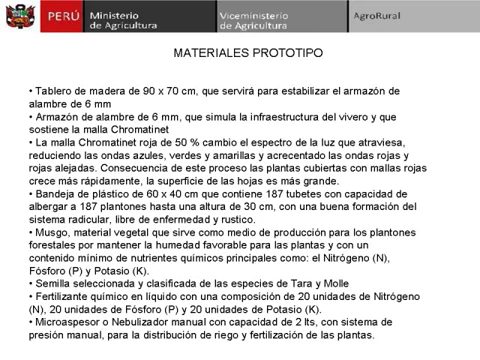 PERÚ
Ministerio
de Agricultura
Viceministerio
de Agricultura
AgroRural
MATERIALES PROTOTIPO
• Tablero de madera de 90 x 70 cm, que servirá para estabilizar el armazón de
alambre de 6 mm
• Armazón de alambre de 6 mm, que simula la infraestructura del vivero y que
sostiene la malla Chromatinet
• La malla Chromatinet roja de 50 % cambio el espectro de la luz que atraviesa,
reduciendo las ondas azules, verdes y amarillas y acrecentado las ondas rojas y
rojas alejadas. Consecuencia de este proceso las plantas cubiertas con mallas rojas
crece más rápidamente, la superficie de las hojas es más grande.
• Bandeja de plástico de 60 x 40 cm que contiene 187 tubetes con capacidad de
albergar a 187 plantones hasta una altura de 30 cm, con una buena formación del
sistema radicular, libre de enfermedad y rustico.
• Musgo, material vegetal que sirve como medio de producción para los plantones
forestales por mantener la humedad favorable para las plantas y con un
contenido mínimo de nutrientes químicos principales como: el Nitrógeno (N),
Fósforo (P) y Potasio (K).
• Semilla seleccionada y clasificada de las especies de Tara y Molle
• Fertilizante químico en líquido con una composición de 20 unidades de Nitrógeno
(N), 20 unidades de Fósforo (P) y 20 unidades de Potasio (K).
• Microaspesor o Nebulizador manual con capacidad de 2 lts, con sistema de
presión manual, para la distribución de riego y fertilización de las plantas.